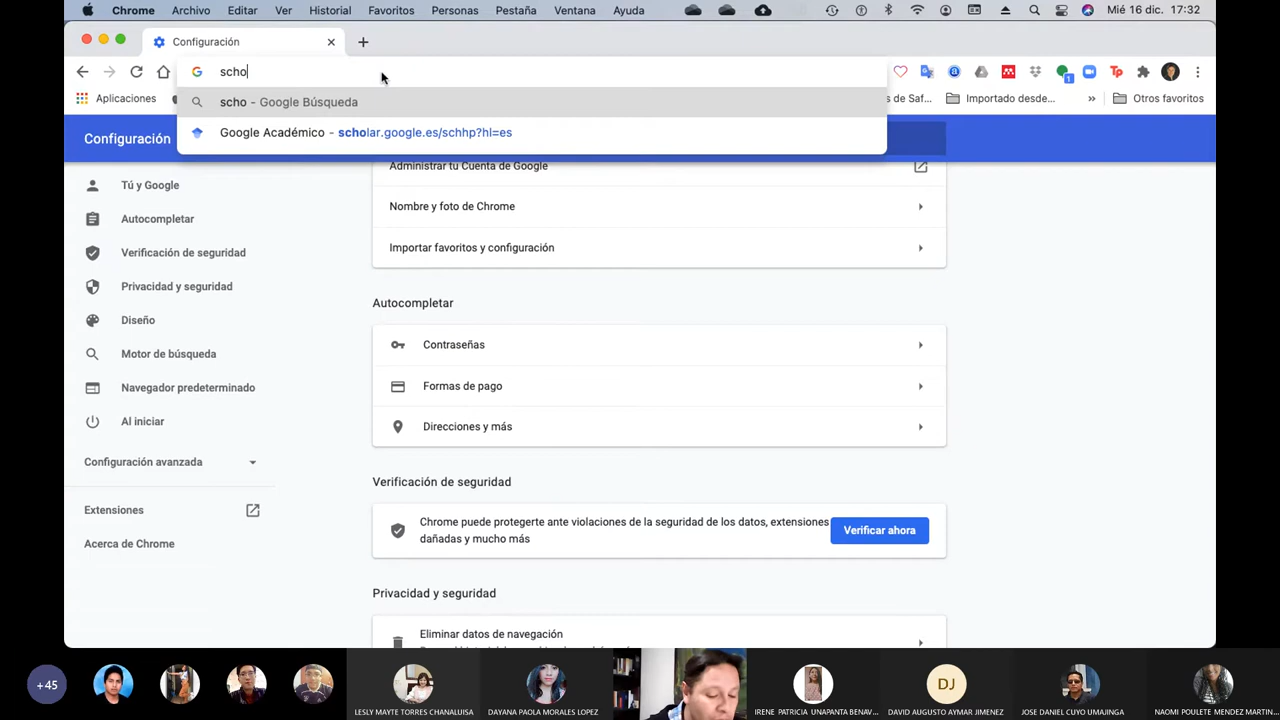 Chrome Archivo Editar Ver Historial Favoritos Personas Pestaña Ventana Ayuda Mié 16 dic. 17:32
Configuración
scho
1
Aplicaciones
scho - Google Búsqueda
s de Saf... Importado desde... » Otros favoritos
Google Académico - scholar.google.es/schhp?hl=es
Configuración
Administrar tu Cuenta de Google
Tú y Google
Nombre y foto de Chrome
Autocompletar
Importar favoritos y configuración
Verificación de seguridad
Privacidad y seguridad
Autocompletar
Diseño
Contraseñas
Motor de búsqueda
Formas de pago
Navegador predeterminado
Al iniciar
Direcciones y más
Configuración avanzada
Verificación de seguridad
Extensiones
Chrome puede protegerte ante violaciones de la seguridad de los datos, extensiones
dañadas y mucho más
Verificar ahora
Acerca de Chrome
Privacidad y seguridad
Eliminar datos de navegación
+45
DJ
LESLY MAYTE TORRES CHANALUISA
DAYANA PAOLA MORALES LOPEZ
IRENE PATRICIA UNAPANTA BENAV...
DAVID AUGUSTO AYMAR JIMENEZ
JOSE DANIEL CUYO UMAJINGA
NAOMI POULETE MENDEZ MARTIN...